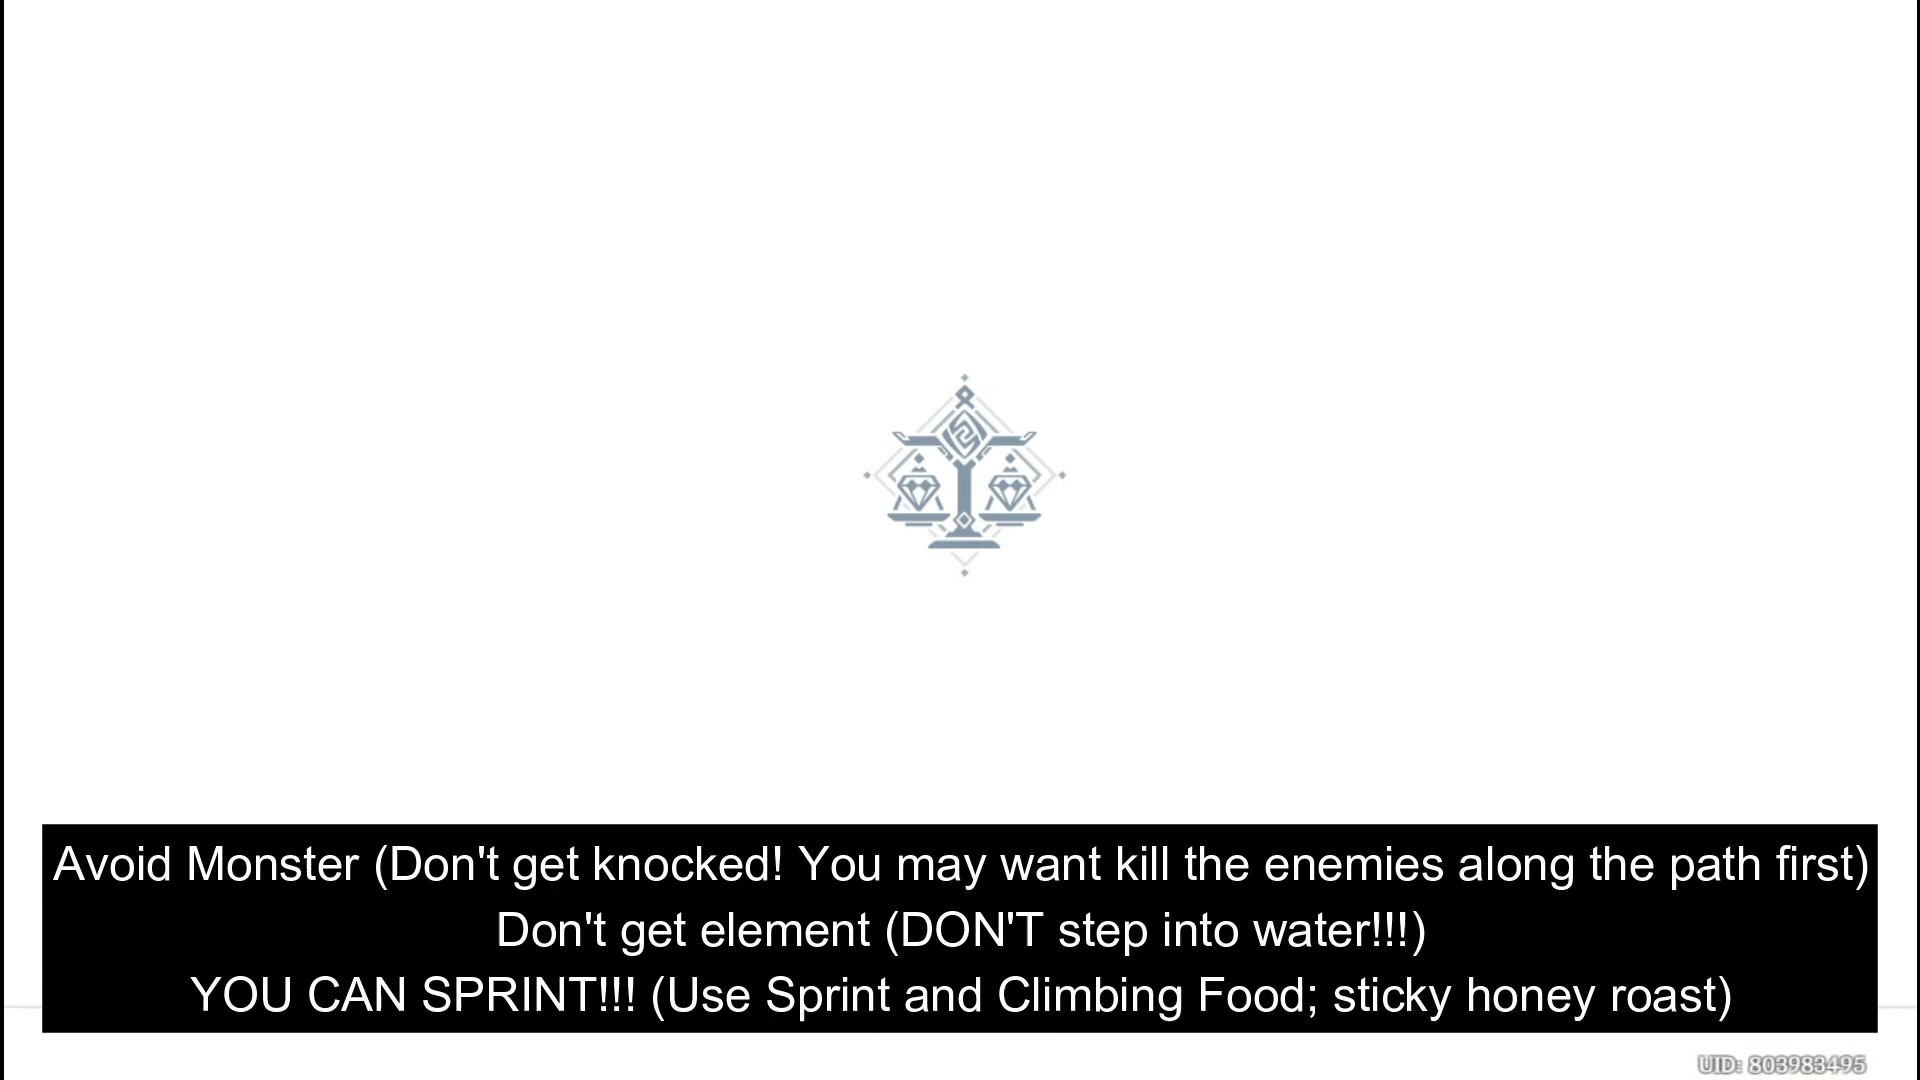 Avoid Monster (Don't get knocked! You may want kill the enemies along the path first)
Don't get element (DON'T step into water!!!)
YOU CAN SPRINT!!! (Use Sprint and Climbing Food; sticky honey roast)
UID: 803983495